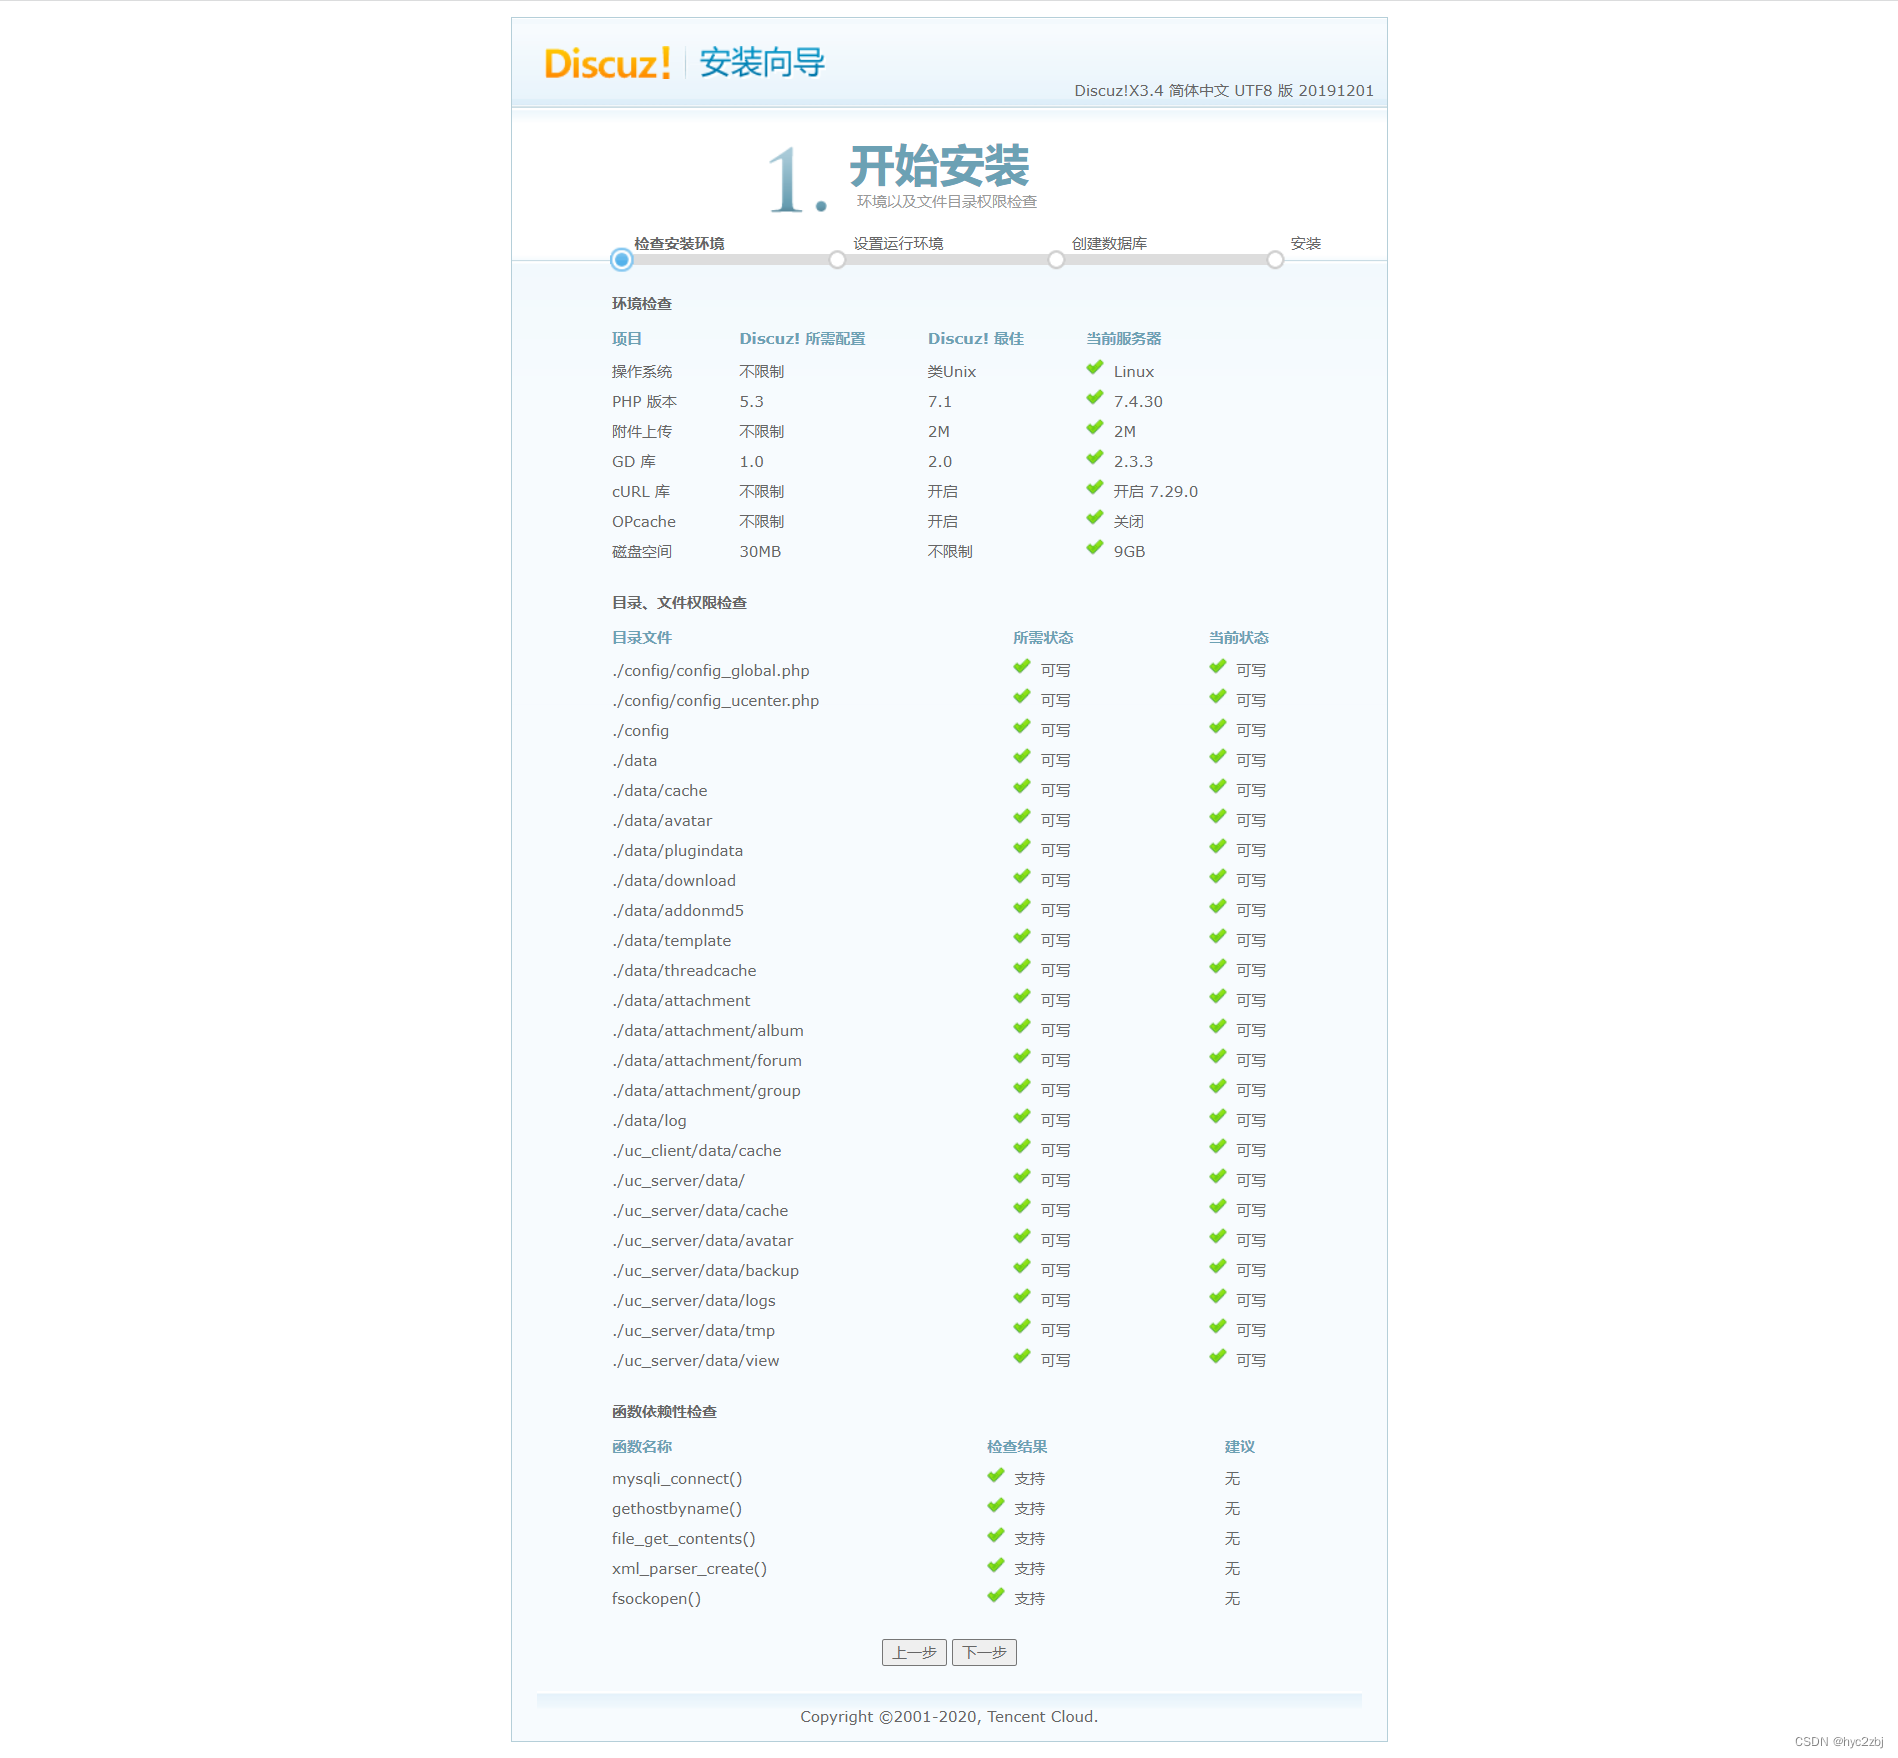 Discuz! 安装向导
Discuz!X3.4 简体中文 UTF8 版 20191201
1. 开始安装
环境以及文件目录权限检查
检查安装环境 设置运行环境 创建数据库 安装
环境检查
项目 Discuz! 所需配置 Discuz! 最佳 当前服务器
操作系统 不限制 类Unix Linux
PHP 版本 5.3 7.1 7.4.30
附件上传 不限制 2M 2M
GD 库 1.0 2.0 2.3.3
cURL 库 不限制 开启 开启 7.29.0
OPcache 不限制 开启 关闭
磁盘空间 30MB 不限制 9GB
目录、文件权限检查
目录文件 所需状态 当前状态
./config/config_global.php 可写 可写
./config/config_ucenter.php 可写 可写
./config 可写 可写
./data 可写 可写
./data/cache 可写 可写
./data/avatar 可写 可写
./data/plugindata 可写 可写
./data/download 可写 可写
./data/addonmd5 可写 可写
./data/template 可写 可写
./data/threadcache 可写 可写
./data/attachment 可写 可写
./data/attachment/album 可写 可写
./data/attachment/forum 可写 可写
./data/attachment/group 可写 可写
./data/log 可写 可写
./uc_client/data/cache 可写 可写
./uc_server/data/ 可写 可写
./uc_server/data/cache 可写 可写
./uc_server/data/avatar 可写 可写
./uc_server/data/backup 可写 可写
./uc_server/data/logs 可写 可写
./uc_server/data/tmp 可写 可写
./uc_server/data/view 可写 可写
函数依赖性检查
函数名称 检查结果 建议
mysqli_connect() 支持 无
gethostbyname() 支持 无
file_get_contents() 支持 无
xml_parser_create() 支持 无
fsockopen() 支持 无
上一步 下一步
Copyright ©2001-2020, Tencent Cloud.
CSDN @hyc2zbj